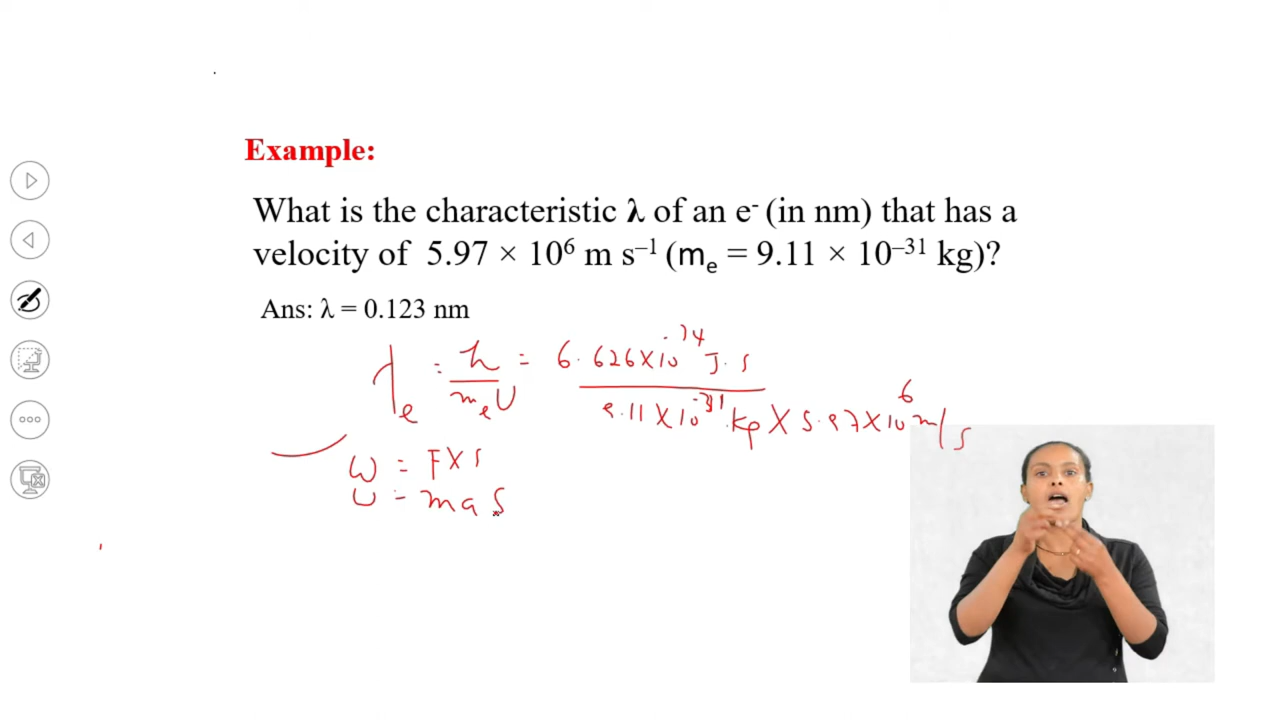 Example:
What is the characteristic λ of an e⁻ (in nm) that has a
velocity of 5.97 × 10⁶ m s⁻¹ (mₑ = 9.11 × 10⁻³¹ kg)?
Ans: λ = 0.123 nm
λₑ = h / mₑ U = 6.626 X 10⁻³⁴ J·s / 9.11 X 10⁻³¹ kg X 5.97 X 10⁶ m/s
W = F X S
W = m a s